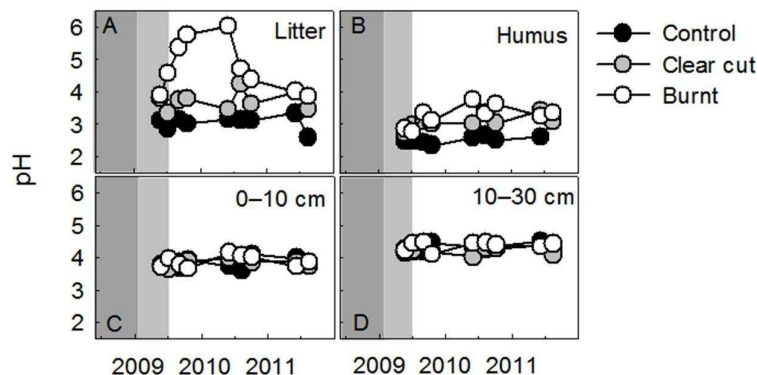 A Litter
B Humus
Control
Clear cut
Burnt
6
5
4
3
2
pH
0–10 cm
10–30 cm
6
5
4
3
2
C
D
2009 2010 2011
2009 2010 2011